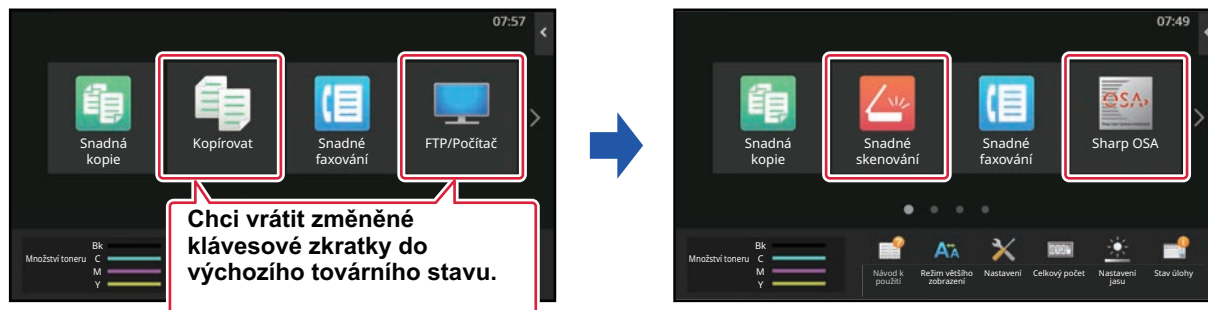 07:57
Snadná
kopie
Kopírovat
Snadné
faxování
FTP/Počítač
Chci vrátit změněné
klávesové zkratky do
výchozího továrního stavu.
Množství toneru
Bk
C
M
Y
07:49
Snadná
kopie
Snadné
skenování
Snadné
faxování
OSA
Sharp OSA
Množství toneru
Bk
C
M
Y
Návod k
použití
Režim většího
zobrazení
Nastavení
Celkový počet
Nastavení
jasu
Stav úlohy